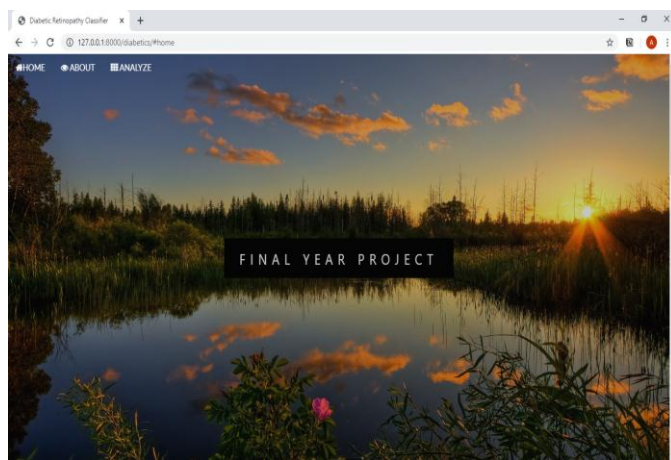 Diabetic Retinopathy Classifier
127.0.0.1:8000/diabetics/#home
A
HOME ABOUT ANALYZE
FINAL YEAR PROJECT